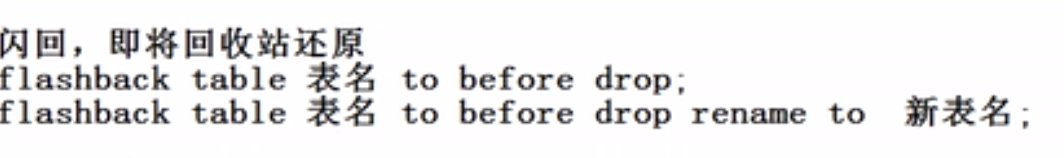 闪回，即将回收站还原
flashback table 表名 to before drop;
flashback table 表名 to before drop rename to 新表名;